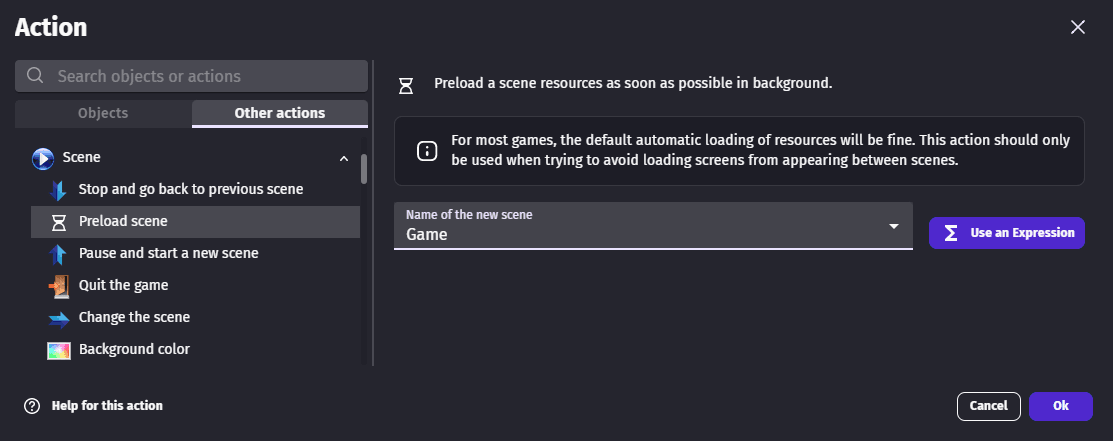 Action
Search objects or actions
Objects
Other actions
Scene
Stop and go back to previous scene
Preload scene
Pause and start a new scene
Quit the game
Change the scene
Background color
Preload a scene resources as soon as possible in background.
For most games, the default automatic loading of resources will be fine. This action should only
be used when trying to avoid loading screens from appearing between scenes.
Name of the new scene
Game
Use an Expression
Help for this action
Cancel
Ok